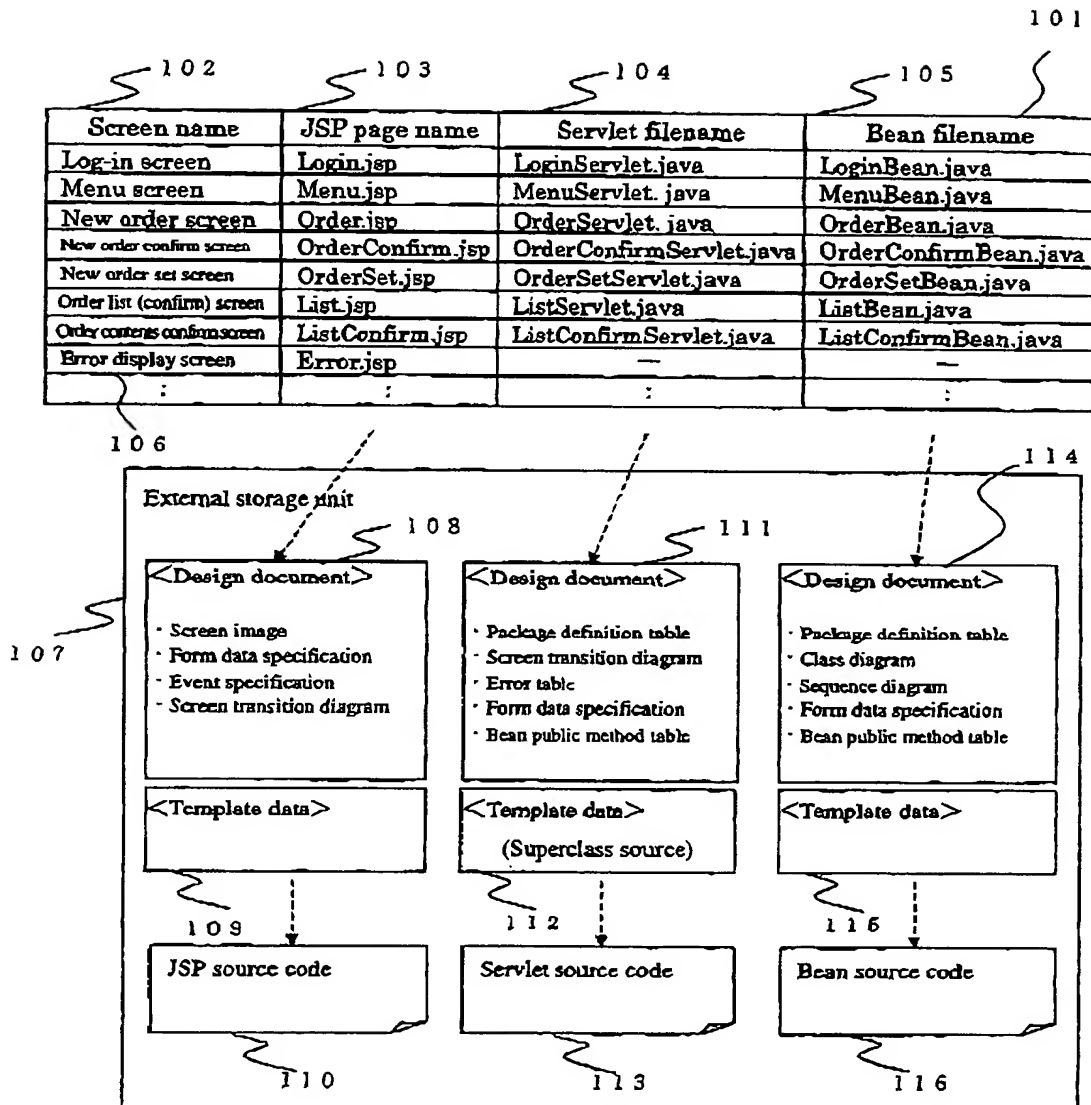 101
102 103 104 105
Screen name JSP page name Servlet filename Bean filename
Log-in screen Login.jsp LoginServlet.java LoginBean.java
Menu screen Menu.jsp MenuServlet. java MenuBean.java
New order screen Order.jsp OrderServlet. java OrderBean.java
New order confirm screen OrderConfirm.jsp OrderConfirmServlet.java OrderConfirmBean.java
New order set screen OrderSet.jsp OrderSetServlet.java OrderSetBean.java
Order list (confirm) screen List.jsp ListServlet.java ListBean.java
Order contents confirm screen ListConfirm.jsp ListConfirmServlet.java ListConfirmBean.java
Error display screen Error.jsp — —
: : : :
106
114
External storage unit
108 111
<Design document> <Design document> <Design document>
· Screen image · Package definition table · Package definition table
· Form data specification · Screen transition diagram · Class diagram
107
· Event specification · Error table · Sequence diagram
· Screen transition diagram · Form data specification · Form data specification
· Bean public method table · Bean public method table
<Template data> <Template data> <Template data>
(Superclass source)
109 112 115
JSP source code Servlet source code Bean source code
110 113 116